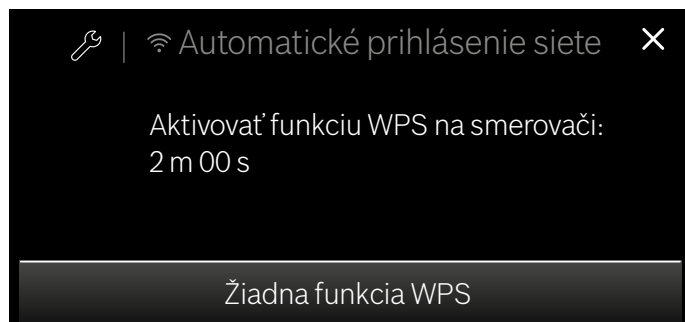 Automatické prihlásenie siete
Aktivovať funkciu WPS na smerovači:
2 m 00 s
Žiadna funkcia WPS